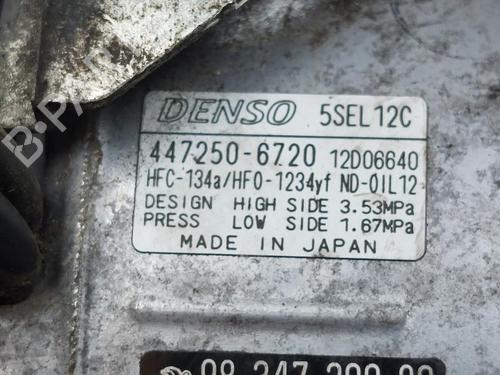 DENSO 5SEL12C
447250-6720 12D06640
HFC-134a/HFO-1234yf ND-OIL12
DESIGN HIGH SIDE 3.53MPa
PRESS LOW SIDE 1.67MPa
MADE IN JAPAN
B-PA